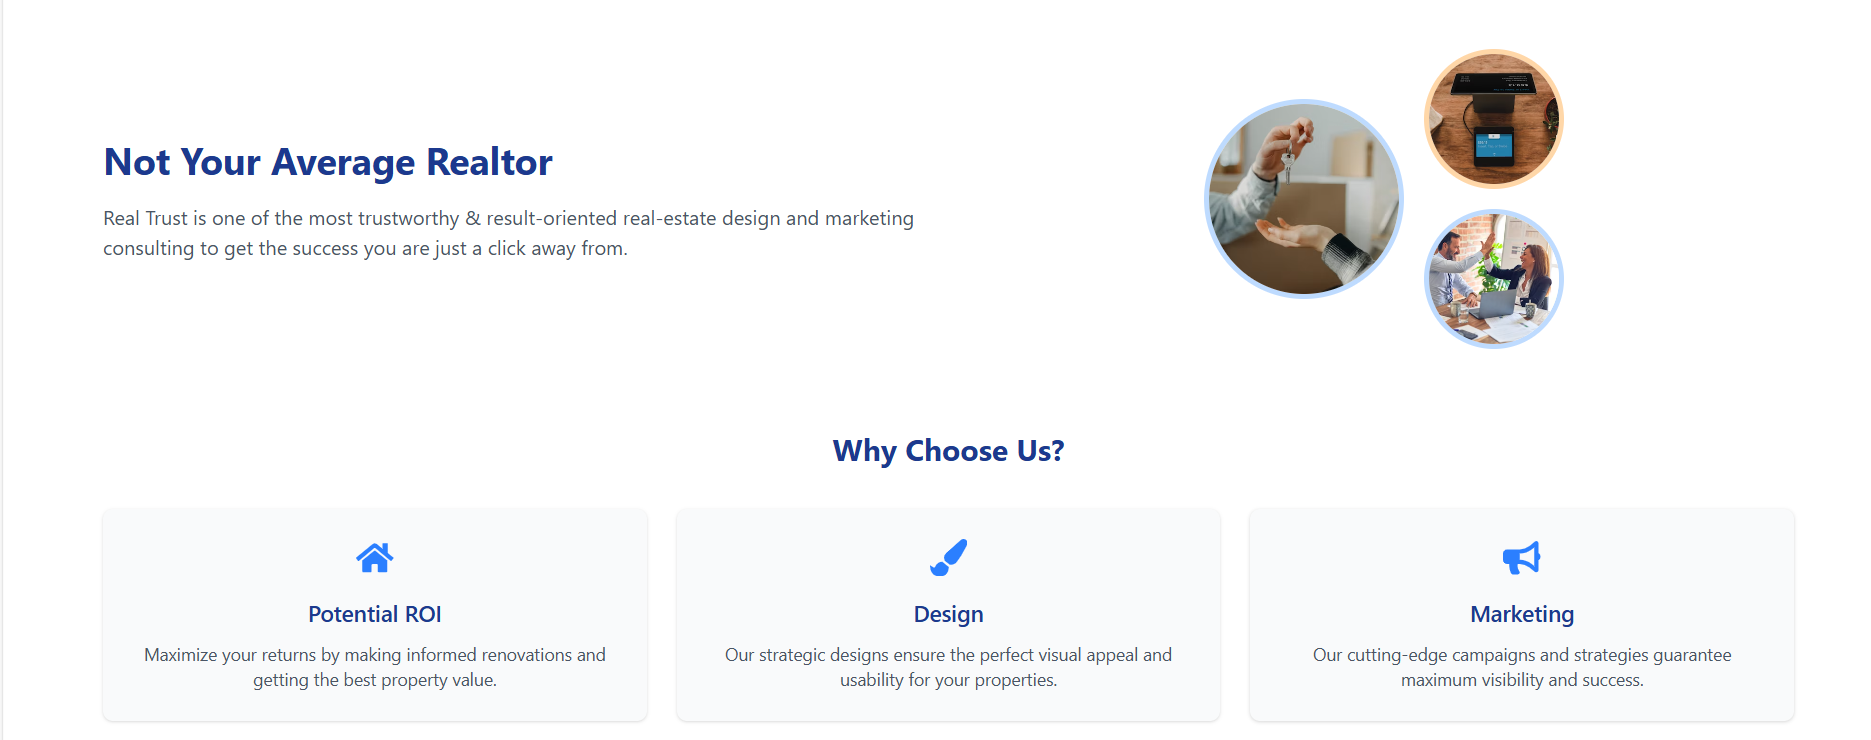 Not Your Average Realtor
Real Trust is one of the most trustworthy & result-oriented real-estate design and marketing
consulting to get the success you are just a click away from.
Why Choose Us?
Potential ROI
Maximize your returns by making informed renovations and
getting the best property value.
Design
Our strategic designs ensure the perfect visual appeal and
usability for your properties.
Marketing
Our cutting-edge campaigns and strategies guarantee
maximum visibility and success.